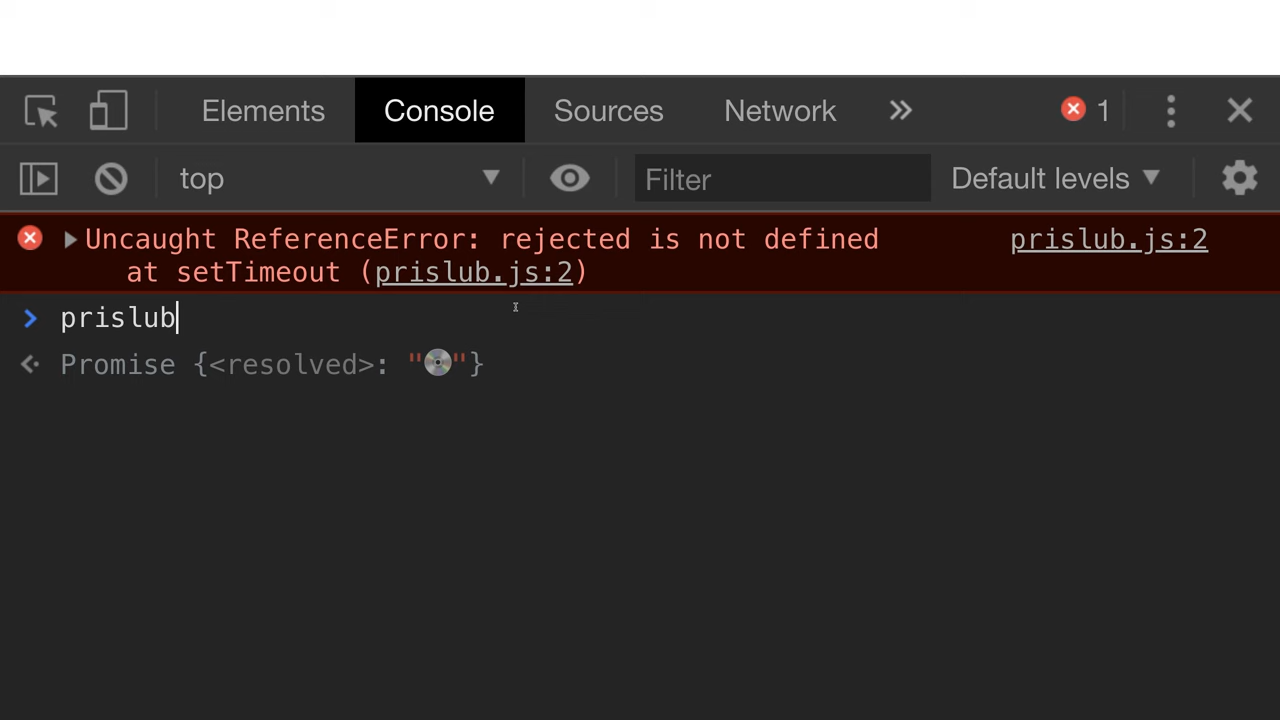 Elements Console Sources Network » 1
top Filter Default levels
Uncaught ReferenceError: rejected is not defined prislub.js:2
at setTimeout (prislub.js:2)
> prislub
Promise {<resolved>: "💿"}